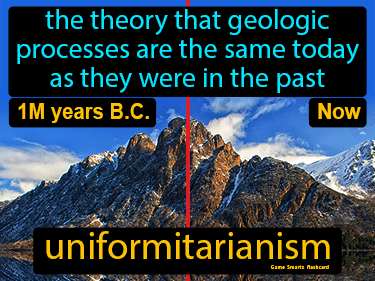 the theory that geologic
processes are the same today
as they were in the past
1M years B.C.
Now
uniformitarianism
Game Smartz Flashcard